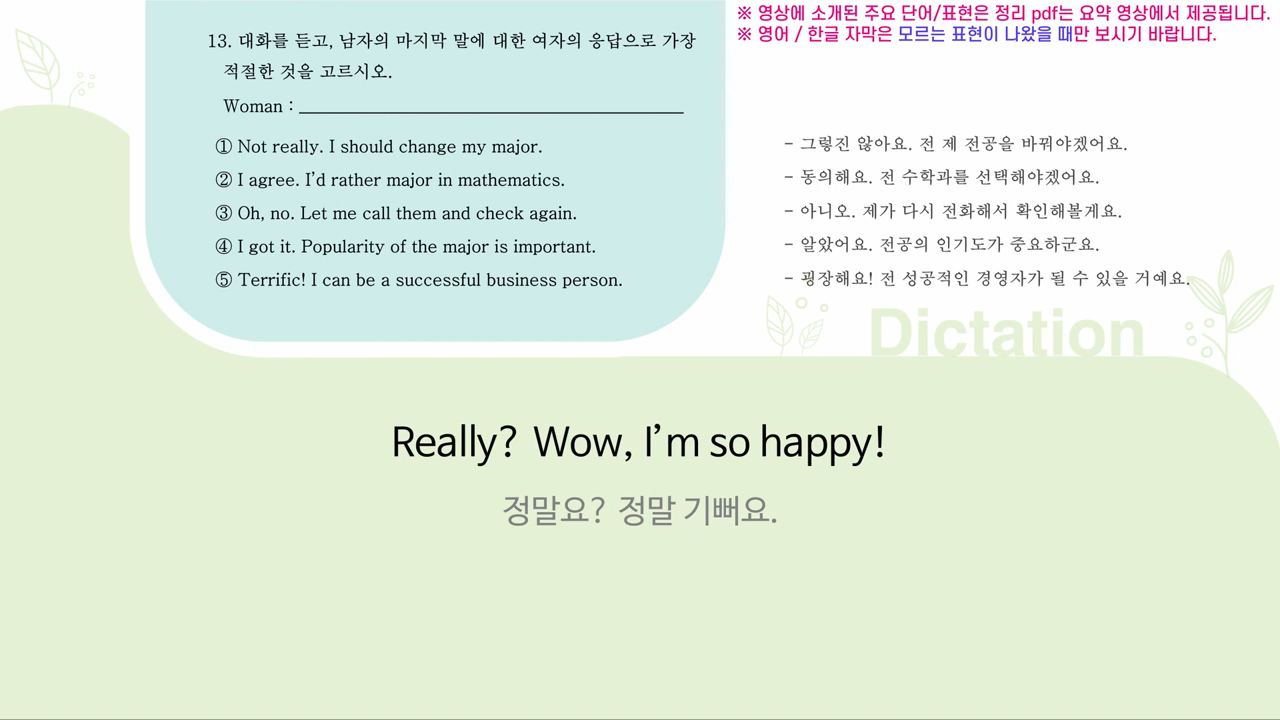 ※ 영상에 소개된 주요 단어/표현은 정리 pdf는 요약 영상에서 제공됩니다.
※ 영어 / 한글 자막은 모르는 표현이 나왔을 때만 보시기 바랍니다.
13. 대화를 듣고, 남자의 마지막 말에 대한 여자의 응답으로 가장
적절한 것을 고르시오.
Woman :
① Not really. I should change my major.
② I agree. I'd rather major in mathematics.
③ Oh, no. Let me call them and check again.
④ I got it. Popularity of the major is important.
⑤ Terrific! I can be a successful business person.
- 그렇진 않아요. 전 제 전공을 바꿔야겠어요.
- 동의해요. 전 수학과를 선택해야겠어요.
- 아니오. 제가 다시 전화해서 확인해볼게요.
- 알았어요. 전공의 인기도가 중요하군요.
- 굉장해요! 전 성공적인 경영자가 될 수 있을 거예요.
Dictation
Really? Wow, I'm so happy!
정말요? 정말 기뻐요.